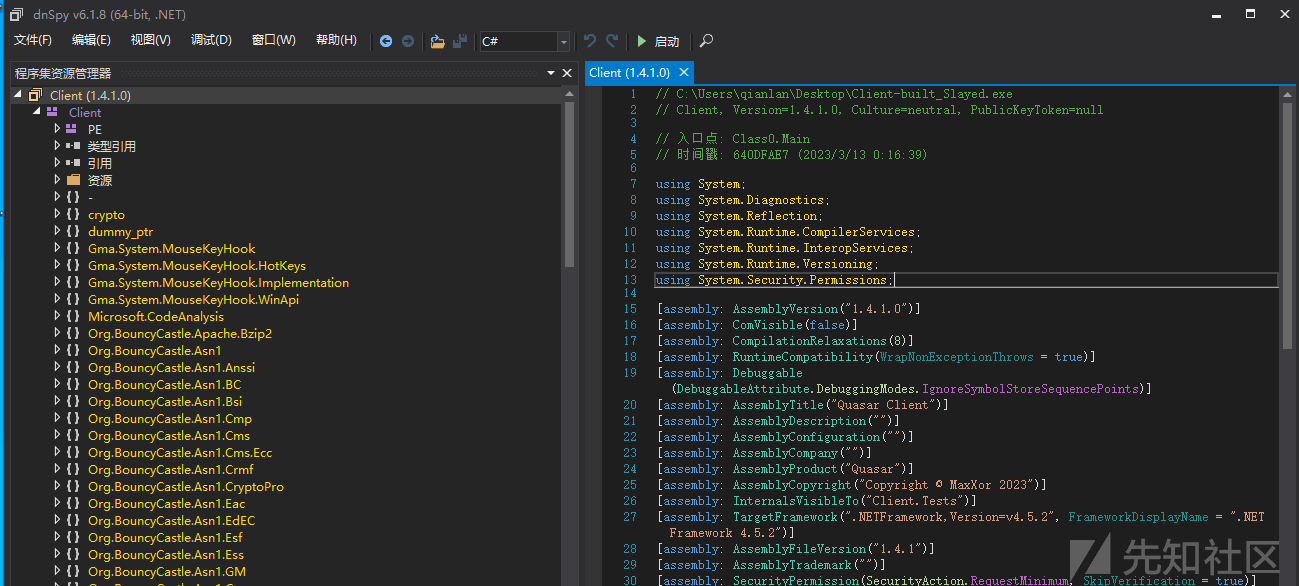 dnSpy v6.1.8 (64-bit, .NET)
文件(F) 编辑(E) 视图(V) 调试(D) 窗口(W) 帮助(H) C# 启动
程序集资源管理器
Client (1.4.1.0)
Client
PE
类型引用
引用
资源
{ } -
{ } crypto
{ } dummy_ptr
{ } Gma.System.MouseKeyHook
{ } Gma.System.MouseKeyHook.HotKeys
{ } Gma.System.MouseKeyHook.Implementation
{ } Gma.System.MouseKeyHook.WinApi
{ } Microsoft.CodeAnalysis
{ } Org.BouncyCastle.Apache.Bzip2
{ } Org.BouncyCastle.Asn1
{ } Org.BouncyCastle.Asn1.Anssi
{ } Org.BouncyCastle.Asn1.BC
{ } Org.BouncyCastle.Asn1.Bsi
{ } Org.BouncyCastle.Asn1.Cmp
{ } Org.BouncyCastle.Asn1.Cms
{ } Org.BouncyCastle.Asn1.Cms.Ecc
{ } Org.BouncyCastle.Asn1.Crmf
{ } Org.BouncyCastle.Asn1.CryptoPro
{ } Org.BouncyCastle.Asn1.Eac
{ } Org.BouncyCastle.Asn1.EdEC
{ } Org.BouncyCastle.Asn1.Esf
{ } Org.BouncyCastle.Asn1.Ess
{ } Org.BouncyCastle.Asn1.GM
Client (1.4.1.0)
1 // C:\Users\qianlan\Desktop\Client-built_Slayed.exe
2 // Client, Version=1.4.1.0, Culture=neutral, PublicKeyToken=null
3
4 // 入口点: Class0.Main
5 // 时间戳: 640DFAE7 (2023/3/13 0:16:39)
6
7 using System;
8 using System.Diagnostics;
9 using System.Reflection;
10 using System.Runtime.CompilerServices;
11 using System.Runtime.InteropServices;
12 using System.Runtime.Versioning;
13 using System.Security.Permissions;
14
15 [assembly: AssemblyVersion("1.4.1.0")]
16 [assembly: ComVisible(false)]
17 [assembly: CompilationRelaxations(8)]
18 [assembly: RuntimeCompatibility(WrapNonExceptionThrows = true)]
19 [assembly: Debuggable
(DebuggableAttribute.DebuggingModes.IgnoreSymbolStoreSequencePoints)]
20 [assembly: AssemblyTitle("Quasar Client")]
21 [assembly: AssemblyDescription("")]
22 [assembly: AssemblyConfiguration("")]
23 [assembly: AssemblyCompany("")]
24 [assembly: AssemblyProduct("Quasar")]
25 [assembly: AssemblyCopyright("Copyright © MaxXor 2023")]
26 [assembly: InternalsVisibleTo("Client.Tests")]
27 [assembly: TargetFramework(".NETFramework,Version=v4.5.2", FrameworkDisplayName = ".NET
Framework 4.5.2")]
28 [assembly: AssemblyFileVersion("1.4.1")]
29 [assembly: AssemblyTrademark("")]
30 [assembly: SecurityPermission(SecurityAction.RequestMinimum, SkipVerification = true)]
先知社区